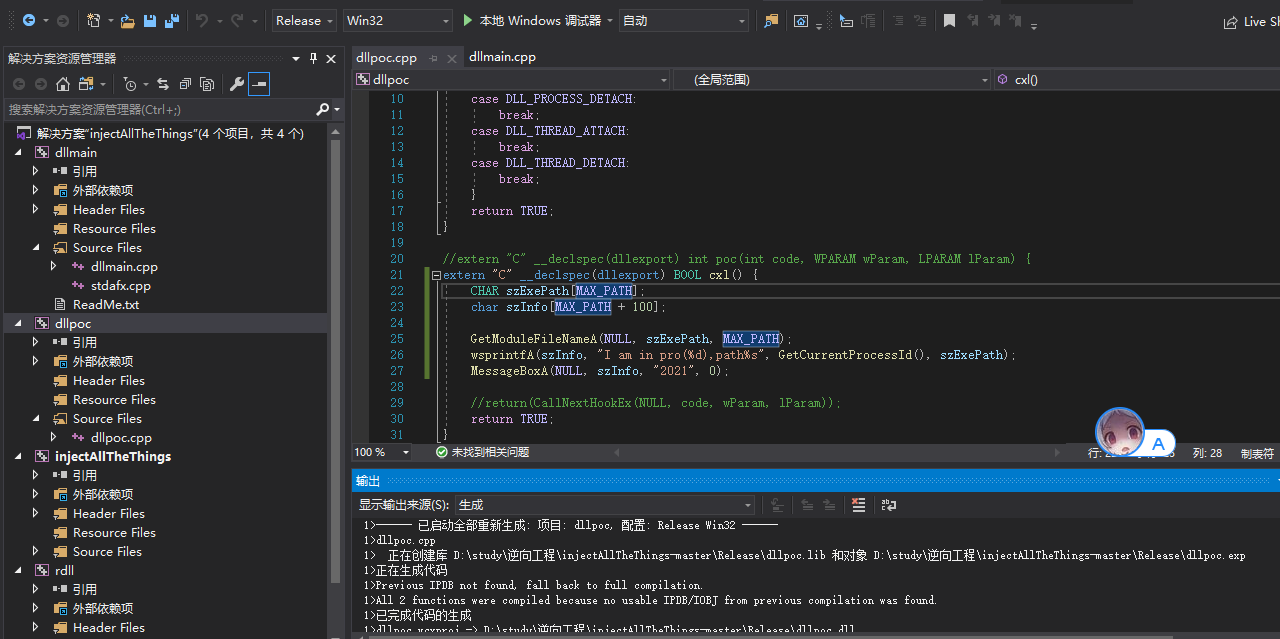 Release
Win32
本地 Windows 调试器
自动
Live
解决方案资源管理器
搜索解决方案资源管理器(Ctrl+;)
解决方案"injectAllTheThings"(4 个项目，共 4 个)
dllmain
引用
外部依赖项
Header Files
Resource Files
Source Files
dllmain.cpp
stdafx.cpp
ReadMe.txt
dllpoc
引用
外部依赖项
Header Files
Resource Files
Source Files
dllpoc.cpp
injectAllTheThings
引用
外部依赖项
Header Files
Resource Files
Source Files
rdll
引用
外部依赖项
Header Files
dllpoc.cpp
dllmain.cpp
dllpoc
(全局范围)
cxl()
10 case DLL_PROCESS_DETACH:
11 break;
12 case DLL_THREAD_ATTACH:
13 break;
14 case DLL_THREAD_DETACH:
15 break;
16 }
17 return TRUE;
18 }
19
20 //extern "C" __declspec(dllexport) int poc(int code, WPARAM wParam, LPARAM lParam) {
21 extern "C" __declspec(dllexport) BOOL cxl() {
22 CHAR szExePath[MAX_PATH];
23 char szInfo[MAX_PATH + 100];
24
25 GetModuleFileNameA(NULL, szExePath, MAX_PATH);
26 wsprintfA(szInfo, "I am in pro(%d),path%s", GetCurrentProcessId(), szExePath);
27 MessageBoxA(NULL, szInfo, "2021", 0);
28
29 //return(CallNextHookEx(NULL, code, wParam, lParam));
30 return TRUE;
31 }
A
100 %
未找到相关问题
行:
列: 28
制表符
输出
显示输出来源(S):
生成
1>------ 已启动全部重新生成: 项目: dllpoc, 配置: Release Win32 ------
1>dllpoc.cpp
1> 正在创建库 D:\study\逆向工程\injectAllTheThings-master\Release\dllpoc.lib 和对象 D:\study\逆向工程\injectAllTheThings-master\Release\dllpoc.exp
1>正在生成代码
1>Previous IPDB not found, fall back to full compilation.
1>All 2 functions were compiled because no usable IPDB/IOBJ from previous compilation was found.
1>已完成代码的生成
1>dllpoc.vcxproj -> D:\study\逆向工程\injectAllTheThings-master\Release\dllpoc.dll